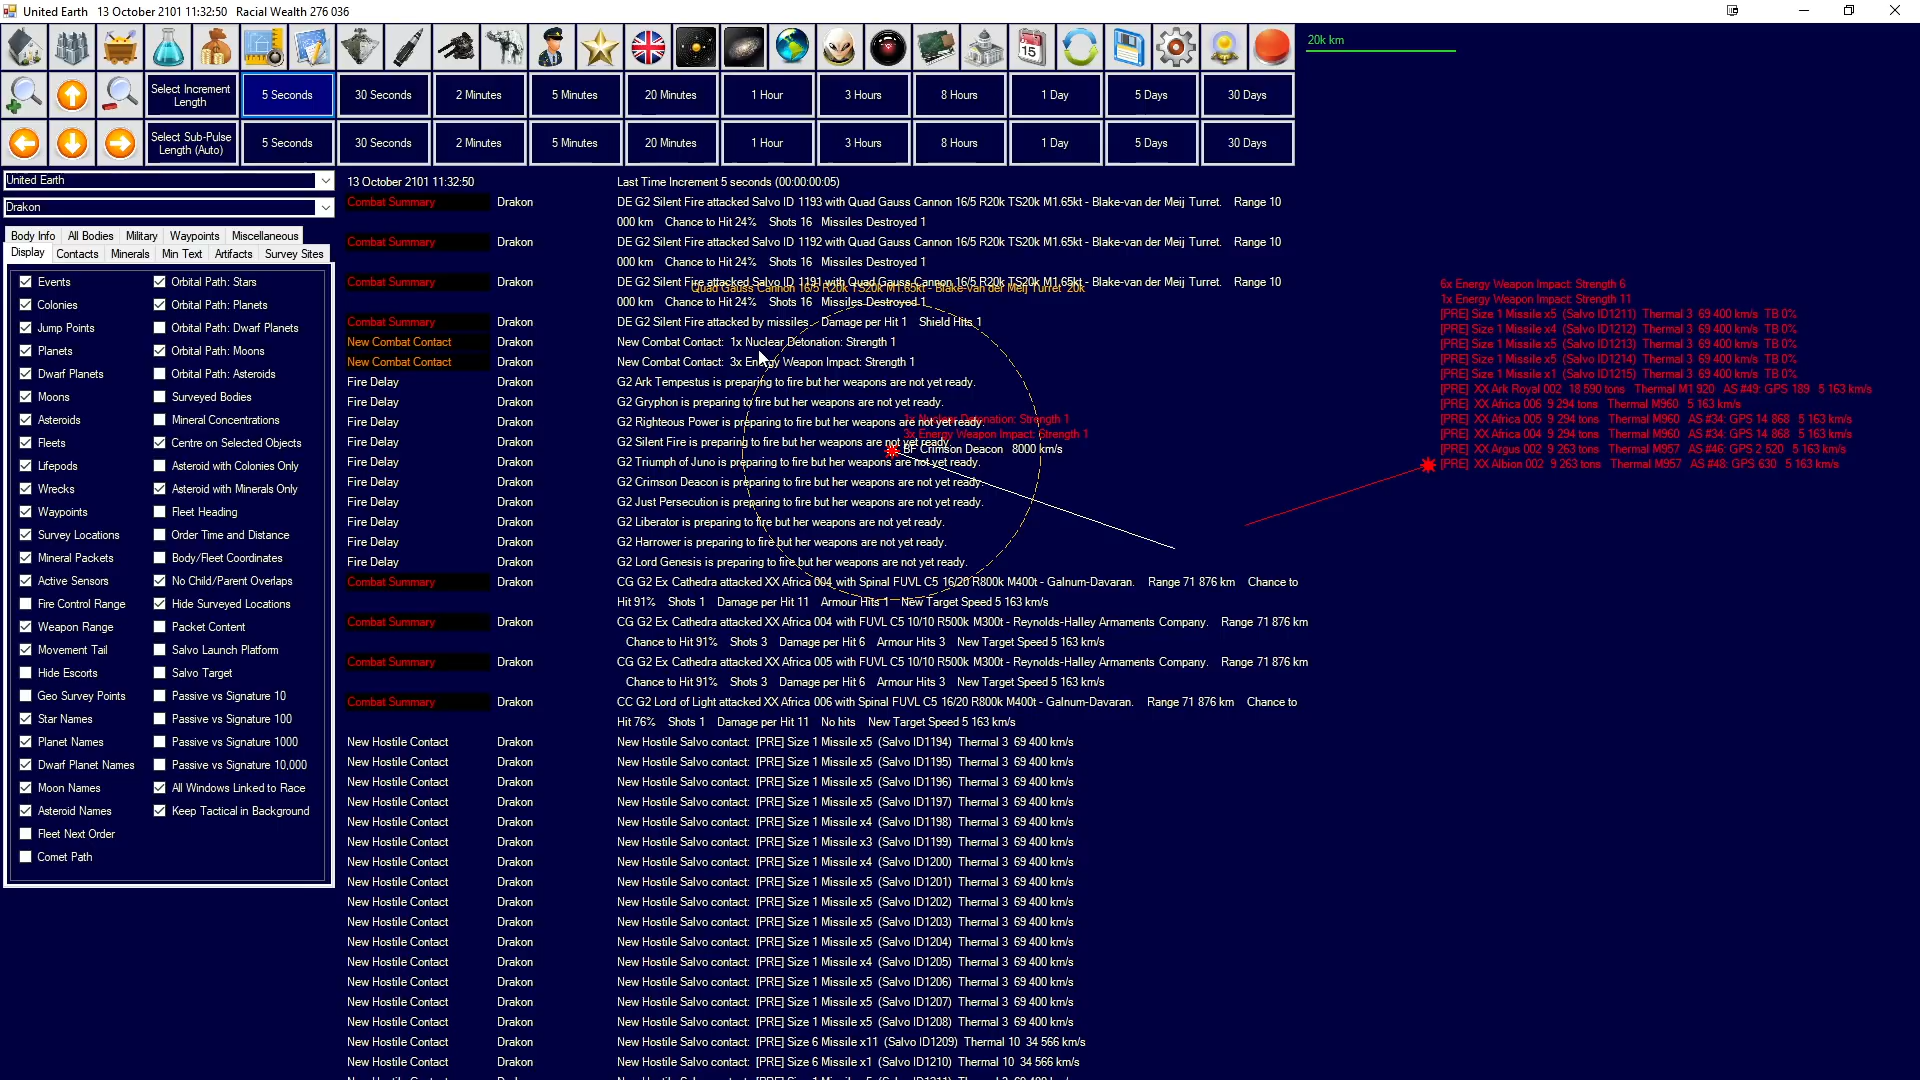 United Earth   13 October 2101 11:32:50   Racial Wealth 276 036
20k km
Select Increment Length
5 Seconds
30 Seconds
2 Minutes
5 Minutes
20 Minutes
1 Hour
3 Hours
8 Hours
1 Day
5 Days
30 Days
Select Sub-Pulse Length (Auto)
5 Seconds
30 Seconds
2 Minutes
5 Minutes
20 Minutes
1 Hour
3 Hours
8 Hours
1 Day
5 Days
30 Days
United Earth
Drakon
Body Info
All Bodies
Military
Waypoints
Miscellaneous
Display
Contacts
Minerals
Min Text
Artifacts
Survey Sites
Events
Colonies
Jump Points
Planets
Dwarf Planets
Moons
Asteroids
Fleets
Lifepods
Wrecks
Waypoints
Survey Locations
Mineral Packets
Active Sensors
Fire Control Range
Weapon Range
Movement Tail
Hide Escorts
Geo Survey Points
Star Names
Planet Names
Dwarf Planet Names
Moon Names
Asteroid Names
Fleet Next Order
Comet Path
Orbital Path: Stars
Orbital Path: Planets
Orbital Path: Dwarf Planets
Orbital Path: Moons
Orbital Path: Asteroids
Surveyed Bodies
Mineral Concentrations
Centre on Selected Objects
Asteroid with Colonies Only
Asteroid with Minerals Only
Fleet Heading
Order Time and Distance
Body/Fleet Coordinates
No Child/Parent Overlaps
Hide Surveyed Locations
Packet Content
Salvo Launch Platform
Salvo Target
Passive vs Signature 10
Passive vs Signature 100
Passive vs Signature 1000
Passive vs Signature 10,000
All Windows Linked to Race
Keep Tactical in Background
13 October 2101 11:32:50   Last Time Increment 5 seconds (00:00:00:05)
Combat Summary   Drakon   DE G2 Silent Fire attacked Salvo ID 1193 with Quad Gauss Cannon 16/5 R20k TS20k M1.65kt - Blake-van der Meij Turret.   Range 10
000 km   Chance to Hit 24%   Shots 16   Missiles Destroyed 1
Combat Summary   Drakon   DE G2 Silent Fire attacked Salvo ID 1192 with Quad Gauss Cannon 16/5 R20k TS20k M1.65kt - Blake-van der Meij Turret.   Range 10
000 km   Chance to Hit 24%   Shots 16   Missiles Destroyed 1
Combat Summary   Drakon   DE G2 Silent Fire attacked Salvo ID 1191 with Quad Gauss Cannon 16/5 R20k TS20k M1.65kt - Blake-van der Meij Turret.   Range 10
Quad Gauss Cannon 16/5 R20k TS20k M1.65kt - Blake-van der Meij Turret 20k
000 km   Chance to Hit 24%   Shots 16   Missiles Destroyed 1
Combat Summary   Drakon   DE G2 Silent Fire attacked by missiles.   Damage per Hit 1   Shield Hits 1
New Combat Contact   Drakon   New Combat Contact:  1x Nuclear Detonation: Strength 1
New Combat Contact   Drakon   New Combat Contact:  3x Energy Weapon Impact: Strength 1
Fire Delay   Drakon   G2 Ark Tempestus is preparing to fire but her weapons are not yet ready.
Fire Delay   Drakon   G2 Gryphon is preparing to fire but her weapons are not yet ready.
Fire Delay   Drakon   G2 Righteous Power is preparing to fire but her weapons are not yet ready.
Fire Delay   Drakon   G2 Silent Fire is preparing to fire but her weapons are not yet ready.
Fire Delay   Drakon   G2 Triumph of Juno is preparing to fire but her weapons are not yet ready.
Fire Delay   Drakon   G2 Crimson Deacon is preparing to fire but her weapons are not yet ready.
Fire Delay   Drakon   G2 Just Persecution is preparing to fire but her weapons are not yet ready.
Fire Delay   Drakon   G2 Liberator is preparing to fire but her weapons are not yet ready.
Fire Delay   Drakon   G2 Harrower is preparing to fire but her weapons are not yet ready.
Fire Delay   Drakon   G2 Lord Genesis is preparing to fire but her weapons are not yet ready.
Combat Summary   Drakon   CG G2 Ex Cathedra attacked XX Africa 004 with Spinal FUVL C5 16/20 R800k M400t - Galnum-Davaran.   Range 71 876 km   Chance to
Hit 91%   Shots 1   Damage per Hit 11   Armour Hits 1   New Target Speed 5 163 km/s
Combat Summary   Drakon   CG G2 Ex Cathedra attacked XX Africa 004 with FUVL C5 10/10 R500k M300t - Reynolds-Halley Armaments Company.   Range 71 876 km
Chance to Hit 91%   Shots 3   Damage per Hit 6   Armour Hits 3   New Target Speed 5 163 km/s
Combat Summary   Drakon   CG G2 Ex Cathedra attacked XX Africa 005 with FUVL C5 10/10 R500k M300t - Reynolds-Halley Armaments Company.   Range 71 876 km
Chance to Hit 91%   Shots 3   Damage per Hit 6   Armour Hits 3   New Target Speed 5 163 km/s
Combat Summary   Drakon   CC G2 Lord of Light attacked XX Africa 006 with Spinal FUVL C5 16/20 R800k M400t - Galnum-Davaran.   Range 71 876 km   Chance to
Hit 76%   Shots 1   Damage per Hit 11   No hits   New Target Speed 5 163 km/s
New Hostile Contact   Drakon   New Hostile Salvo contact:  [PRE] Size 1 Missile x5  (Salvo ID1194)  Thermal 3  69 400 km/s
New Hostile Contact   Drakon   New Hostile Salvo contact:  [PRE] Size 1 Missile x5  (Salvo ID1195)  Thermal 3  69 400 km/s
New Hostile Contact   Drakon   New Hostile Salvo contact:  [PRE] Size 1 Missile x5  (Salvo ID1196)  Thermal 3  69 400 km/s
New Hostile Contact   Drakon   New Hostile Salvo contact:  [PRE] Size 1 Missile x5  (Salvo ID1197)  Thermal 3  69 400 km/s
New Hostile Contact   Drakon   New Hostile Salvo contact:  [PRE] Size 1 Missile x4  (Salvo ID1198)  Thermal 3  69 400 km/s
New Hostile Contact   Drakon   New Hostile Salvo contact:  [PRE] Size 1 Missile x3  (Salvo ID1199)  Thermal 3  69 400 km/s
New Hostile Contact   Drakon   New Hostile Salvo contact:  [PRE] Size 1 Missile x4  (Salvo ID1200)  Thermal 3  69 400 km/s
New Hostile Contact   Drakon   New Hostile Salvo contact:  [PRE] Size 1 Missile x5  (Salvo ID1201)  Thermal 3  69 400 km/s
New Hostile Contact   Drakon   New Hostile Salvo contact:  [PRE] Size 1 Missile x5  (Salvo ID1202)  Thermal 3  69 400 km/s
New Hostile Contact   Drakon   New Hostile Salvo contact:  [PRE] Size 1 Missile x5  (Salvo ID1203)  Thermal 3  69 400 km/s
New Hostile Contact   Drakon   New Hostile Salvo contact:  [PRE] Size 1 Missile x5  (Salvo ID1204)  Thermal 3  69 400 km/s
New Hostile Contact   Drakon   New Hostile Salvo contact:  [PRE] Size 1 Missile x4  (Salvo ID1205)  Thermal 3  69 400 km/s
New Hostile Contact   Drakon   New Hostile Salvo contact:  [PRE] Size 1 Missile x5  (Salvo ID1206)  Thermal 3  69 400 km/s
New Hostile Contact   Drakon   New Hostile Salvo contact:  [PRE] Size 1 Missile x5  (Salvo ID1207)  Thermal 3  69 400 km/s
New Hostile Contact   Drakon   New Hostile Salvo contact:  [PRE] Size 1 Missile x5  (Salvo ID1208)  Thermal 3  69 400 km/s
New Hostile Contact   Drakon   New Hostile Salvo contact:  [PRE] Size 6 Missile x11  (Salvo ID1209)  Thermal 10  34 566 km/s
New Hostile Contact   Drakon   New Hostile Salvo contact:  [PRE] Size 6 Missile x1  (Salvo ID1210)  Thermal 10  34 566 km/s
1x Nuclear Detonation: Strength 1
3x Energy Weapon Impact: Strength 1
BF Crimson Deacon   8000 km/s
6x Energy Weapon Impact: Strength 6
1x Energy Weapon Impact: Strength 11
[PRE] Size 1 Missile x5  (Salvo ID1211)  Thermal 3  69 400 km/s  TB 0%
[PRE] Size 1 Missile x4  (Salvo ID1212)  Thermal 3  69 400 km/s  TB 0%
[PRE] Size 1 Missile x5  (Salvo ID1213)  Thermal 3  69 400 km/s  TB 0%
[PRE] Size 1 Missile x5  (Salvo ID1214)  Thermal 3  69 400 km/s  TB 0%
[PRE] Size 1 Missile x1  (Salvo ID1215)  Thermal 3  69 400 km/s  TB 0%
[PRE]  XX Ark Royal 002  18 590 tons   Thermal M1 920   AS #49: GPS 189   5 163 km/s
[PRE]  XX Africa 006  9 294 tons   Thermal M960   5 163 km/s
[PRE]  XX Africa 005  9 294 tons   Thermal M960   AS #34: GPS 14 868   5 163 km/s
[PRE]  XX Africa 004  9 294 tons   Thermal M960   AS #34: GPS 14 868   5 163 km/s
[PRE]  XX Argus 002  9 263 tons   Thermal M957   AS #46: GPS 2 520   5 163 km/s
[PRE]  XX Albion 002  9 263 tons   Thermal M957   AS #48: GPS 630   5 163 km/s